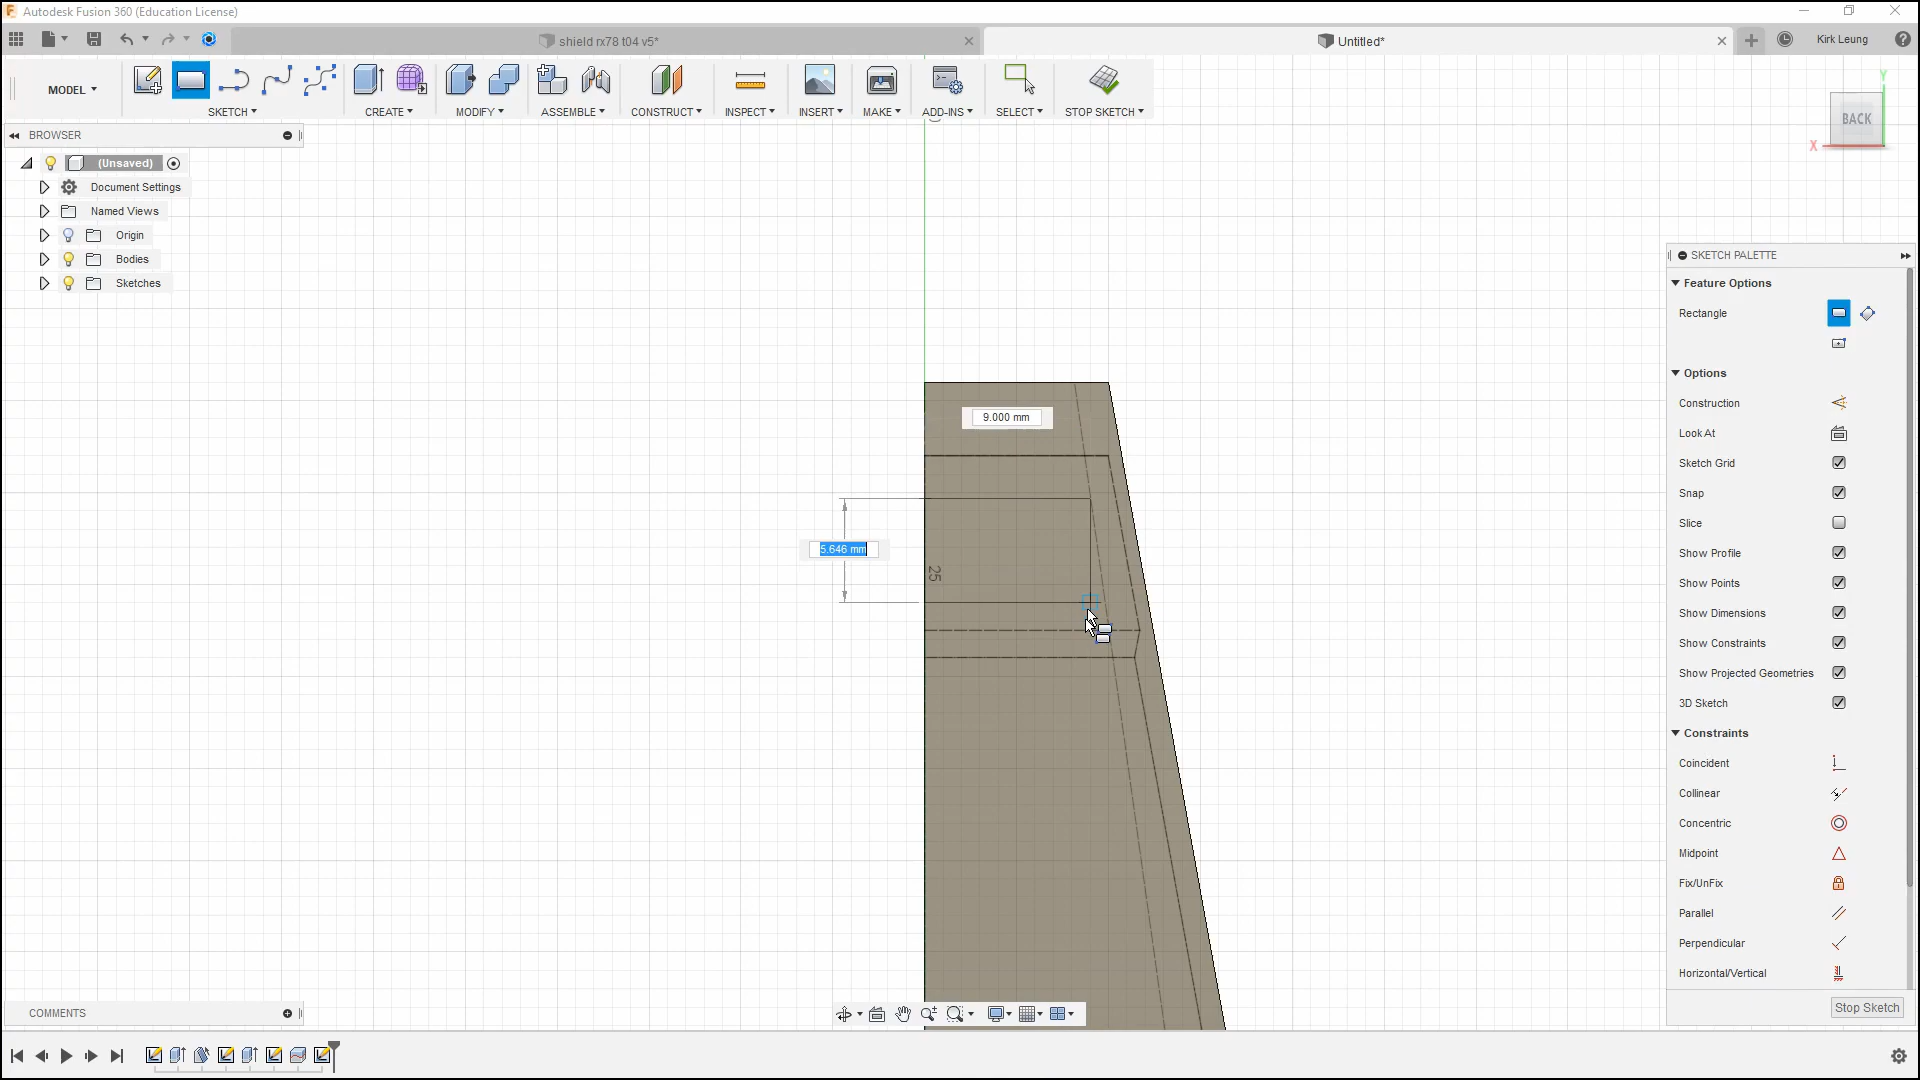 Autodesk Fusion 360 (Education License)
shield rx78 t04 v5*
Untitled*
Kirk Leung
MODEL
SKETCH
CREATE
MODIFY
ASSEMBLE
CONSTRUCT
INSPECT
INSERT
MAKE
ADD-INS
SELECT
STOP SKETCH
Y
BACK
X
BROWSER
(Unsaved)
Document Settings
Named Views
Origin
Bodies
Sketches
9.000 mm
5.646 mm
25
SKETCH PALETTE
Feature Options
Rectangle
Options
Construction
Look At
Sketch Grid
Snap
Slice
Show Profile
Show Points
Show Dimensions
Show Constraints
Show Projected Geometries
3D Sketch
Constraints
Coincident
Collinear
Concentric
Midpoint
Fix/UnFix
Parallel
Perpendicular
Horizontal/Vertical
Stop Sketch
COMMENTS